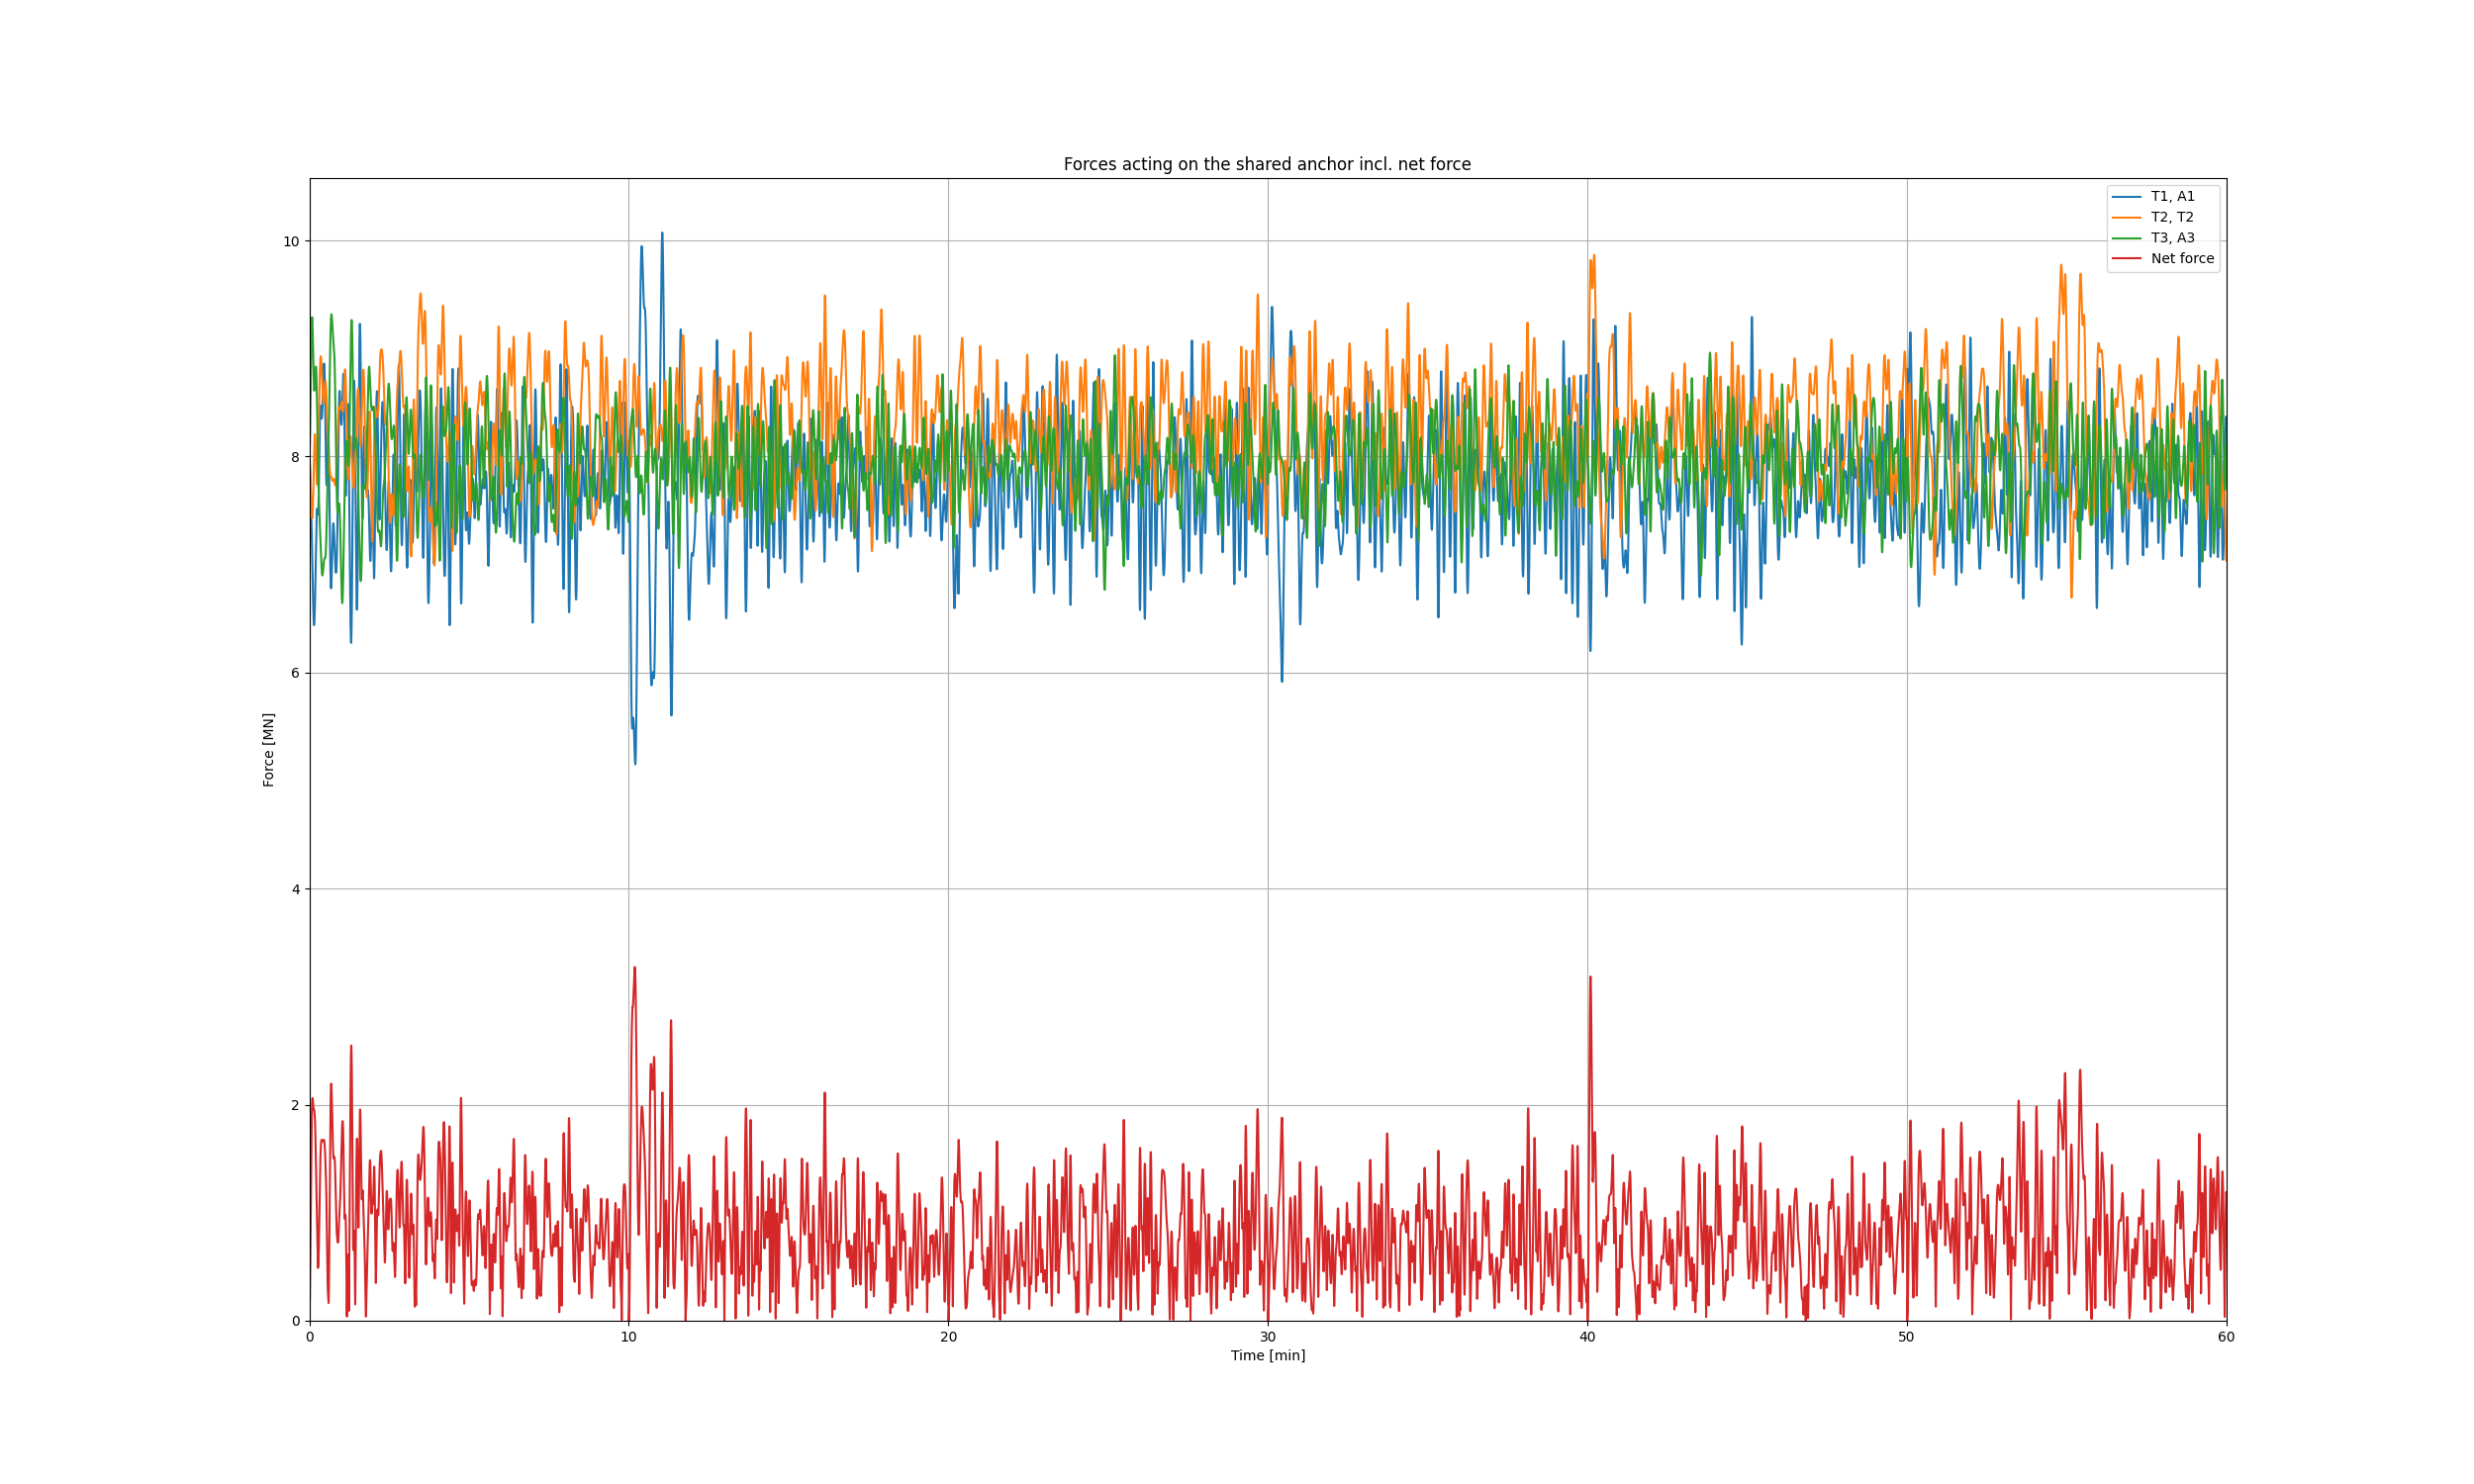 Forces acting on the shared anchor incl. net force
T1, A1
T2, T2
T3, A3
Net force
10
8
6
4
2
0
Force [MN]
0 10 20 30 40 50 60
Time [min]